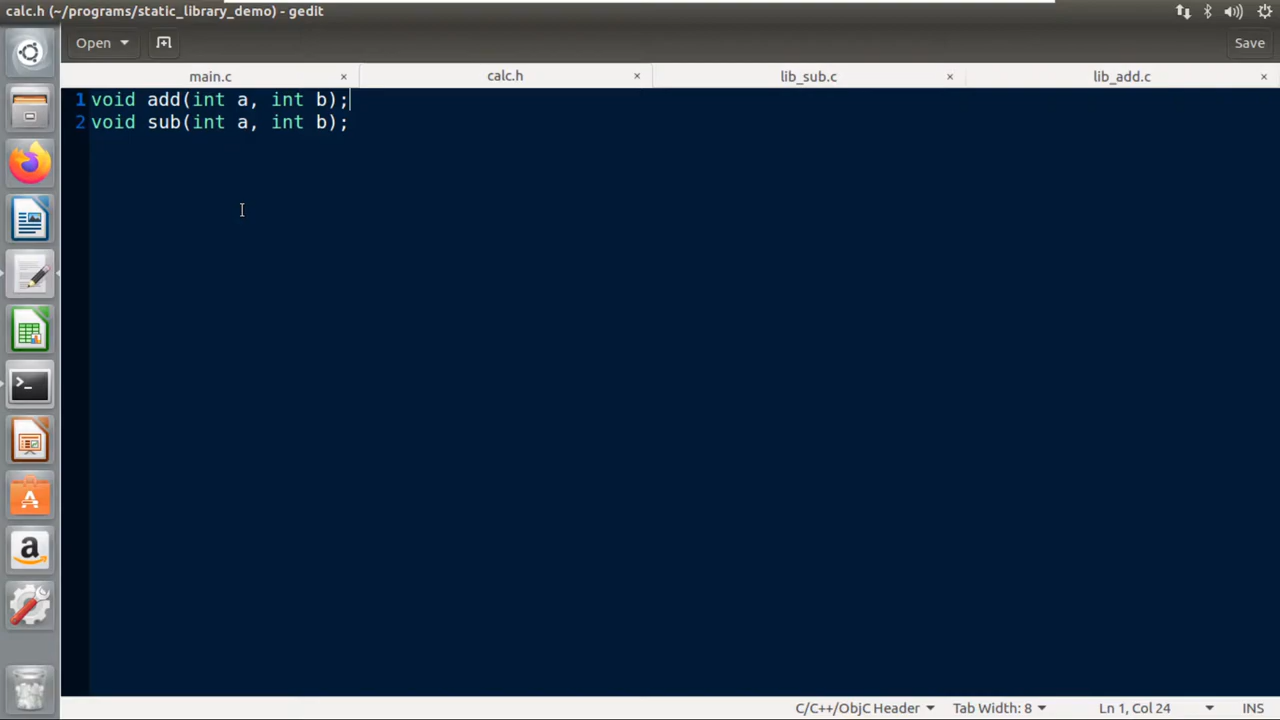 calc.h (~/programs/static_library_demo) - gedit
Open
Save
main.c × calc.h × lib_sub.c × lib_add.c ×
1 void add(int a, int b);
2 void sub(int a, int b);
C/C++/ObjC Header Tab Width: 8 Ln 1, Col 24 INS